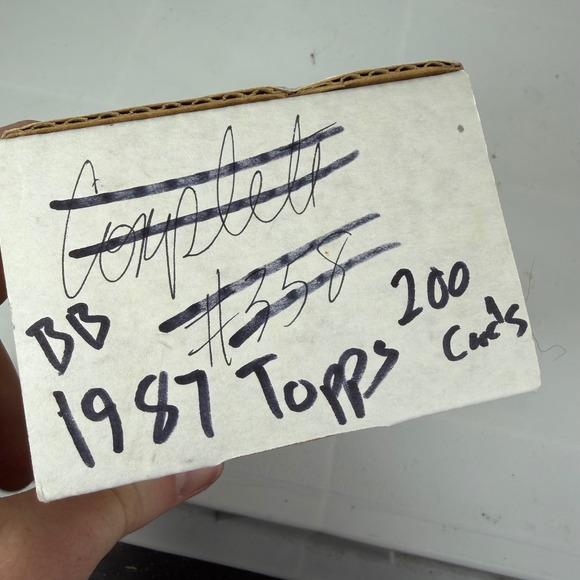 Complete
#358
BB 200
1987 Topps Cards